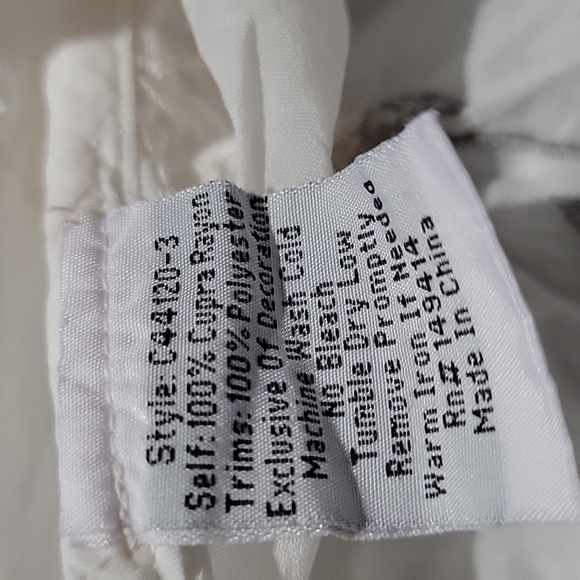 Style:C44120-3
Self:100% Cupra Rayon
Trims:100% Polyester
Exclusive Of Decoration
Machine Wash Cold
No Beach
Tumble Dry Low
Remove Promptly
Warm Iron If Needed
Rn# 149414
Made In China